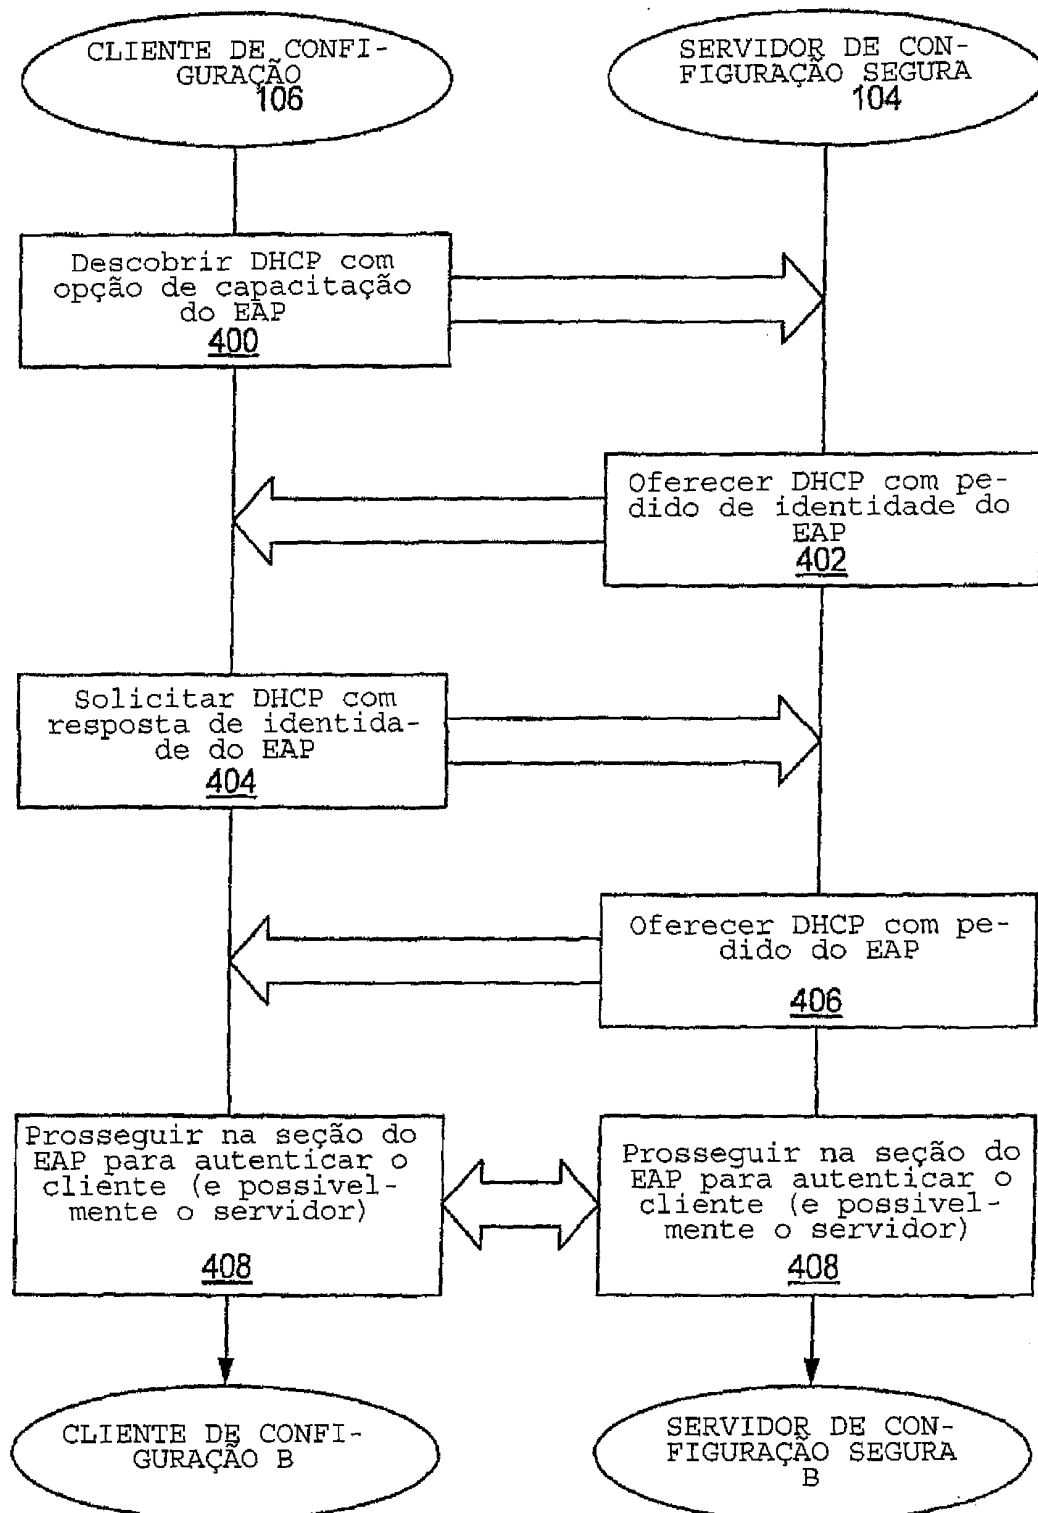 CLIENTE DE CONFI-
GURAÇÃO
106
SERVIDOR DE CON-
FIGURAÇÃO SEGURA
104
Descobrir DHCP com
opção de capacitação
do EAP
400
Oferecer DHCP com pe-
dido de identidade do
EAP
402
Solicitar DHCP com
resposta de identida-
de do EAP
404
Oferecer DHCP com pe-
dido do EAP
406
Prosseguir na seção do
EAP para autenticar o
cliente (e possivel-
mente o servidor)
408
Prosseguir na seção do
EAP para autenticar o
cliente (e possivel-
mente o servidor)
408
CLIENTE DE CONFI-
GURAÇÃO B
SERVIDOR DE CON-
FIGURAÇÃO SEGURA
B